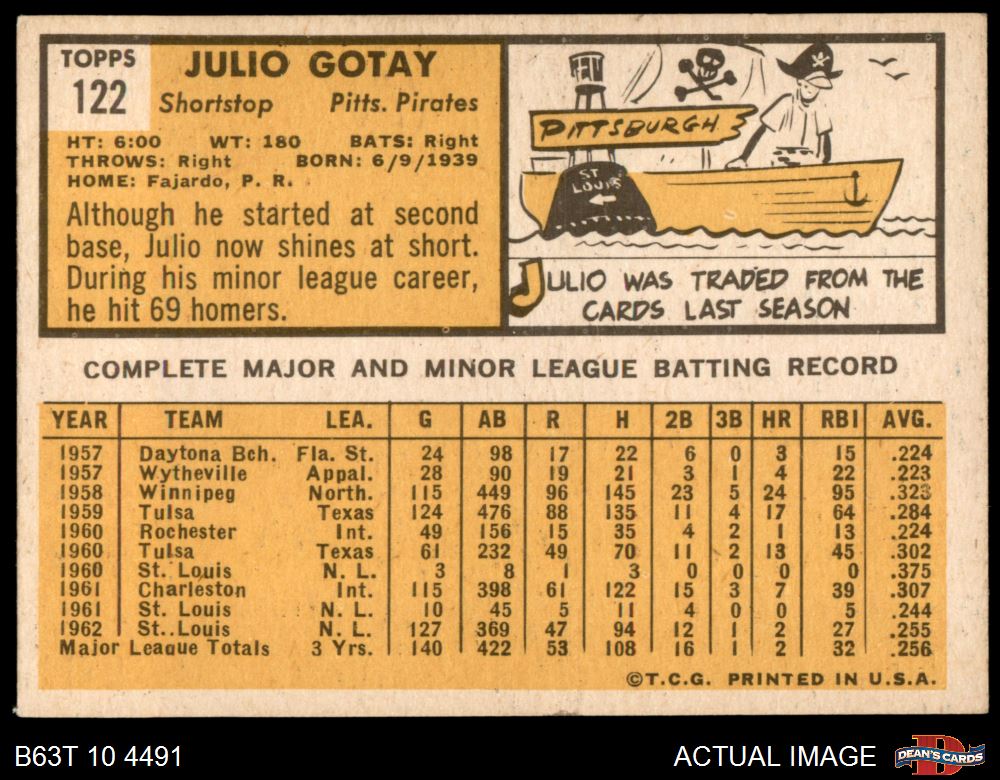 TOPPS
122
JULIO GOTAY
Shortstop Pitts. Pirates
HT: 6:00 WT: 180 BATS: Right
THROWS: Right BORN: 6/9/1939
HOME: Fajardo, P. R.
Although he started at second
base, Julio now shines at short.
During his minor league career,
he hit 69 homers.
PITTSBURGH
ST
LOUIS
JULIO WAS TRADED FROM THE
CARDS LAST SEASON
COMPLETE MAJOR AND MINOR LEAGUE BATTING RECORD
YEAR TEAM LEA. G AB R H 2B 3B HR RBI AVG.
1957 Daytona Bch. Fla. St. 24 98 17 22 6 0 3 15 .224
1957 Wytheville Appal. 28 90 19 21 3 1 4 22 .223
1958 Winnipeg North. 115 449 96 145 23 5 24 95 .323
1959 Tulsa Texas 124 476 88 135 11 4 17 64 .284
1960 Rochester Int. 49 156 15 35 4 2 1 13 .224
1960 Tulsa Texas 61 232 49 70 11 2 13 45 .302
1960 St. Louis N. L. 3 8 1 3 0 0 0 0 .375
1961 Charleston Int. 115 398 61 122 15 3 7 39 .307
1961 St. Louis N. L. 10 45 5 11 4 0 0 5 .244
1962 St. Louis N. L. 127 369 47 94 12 1 2 27 .255
Major League Totals 3 Yrs. 140 422 53 108 16 1 2 32 .256
©T.C.G. PRINTED IN U.S.A.
B63T 10 4491
ACTUAL IMAGE
DEAN'S CARDS